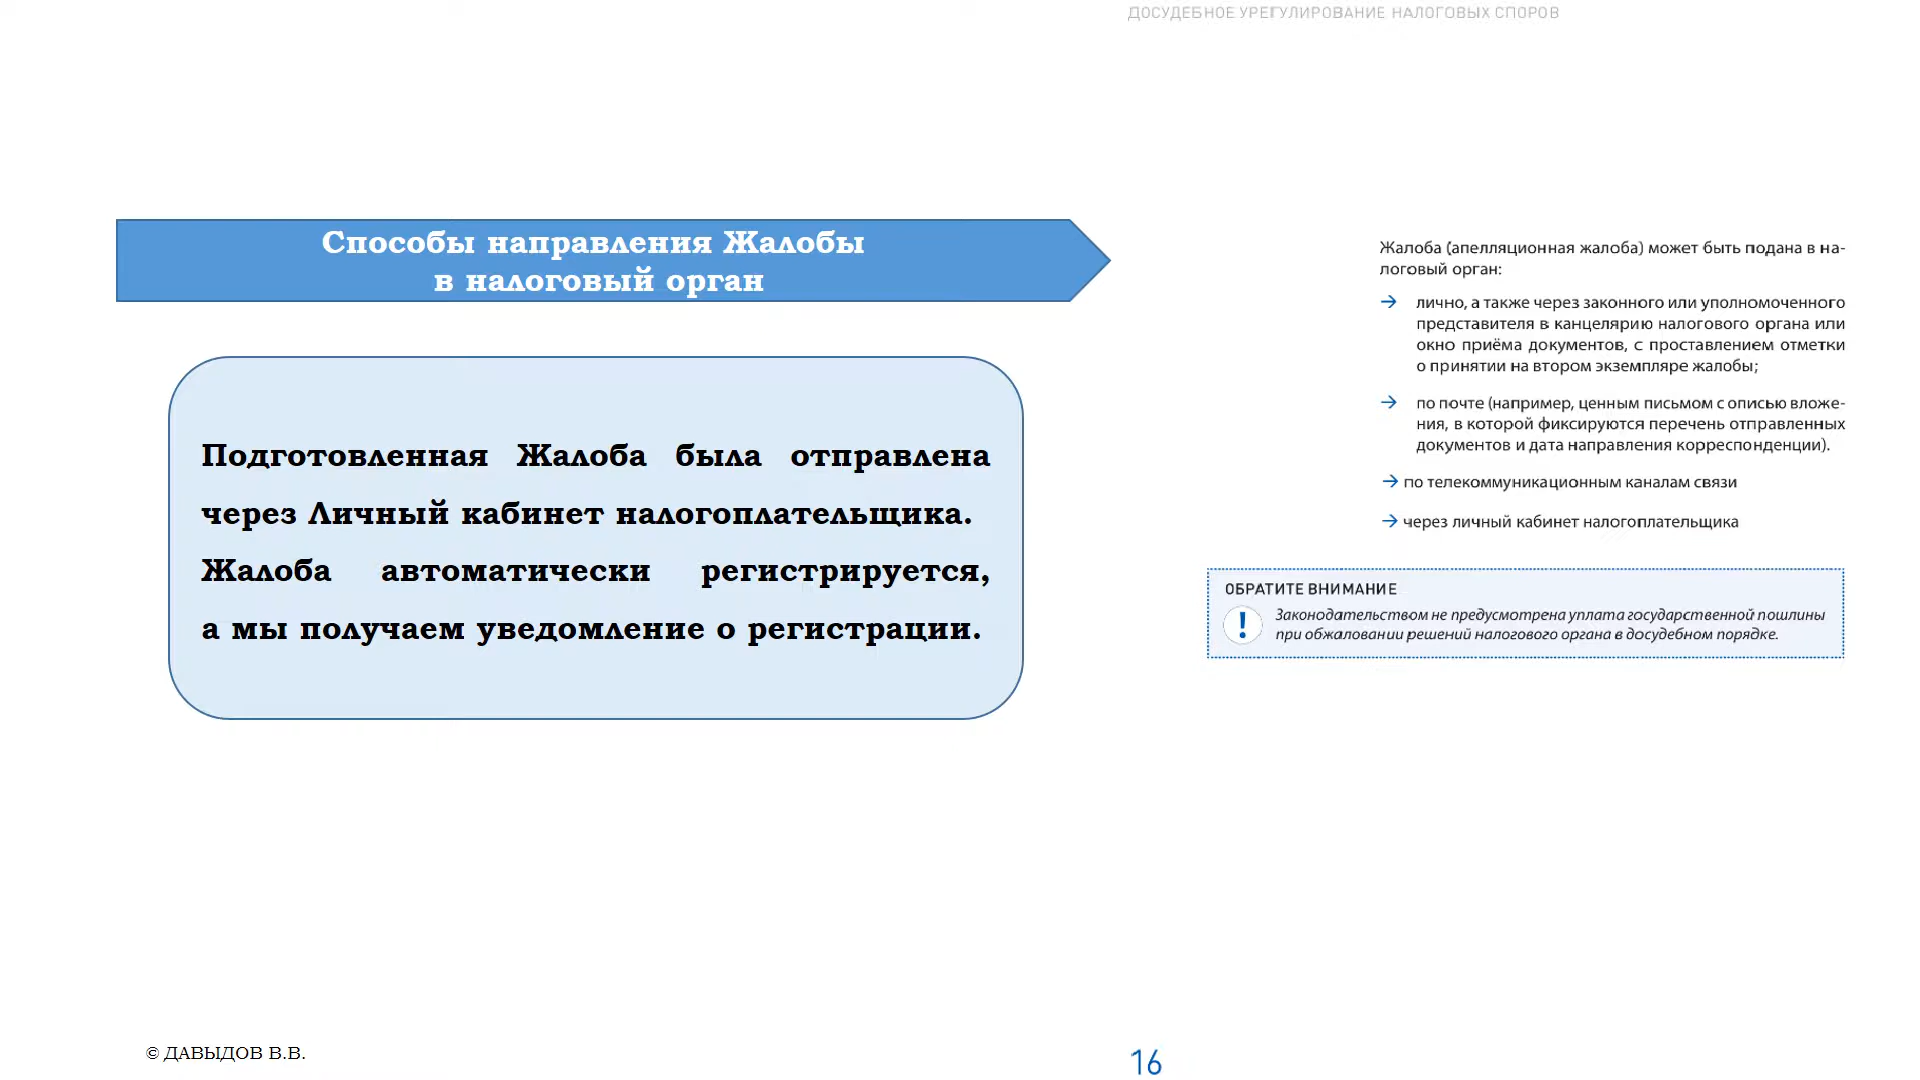 ДОСУДЕБНОЕ УРЕГУЛИРОВАНИЕ НАЛОГОВЫХ СПОРОВ
Способы направления Жалобы
в налоговый орган
Подготовленная Жалоба была отправлена
через Личный кабинет налогоплательщика.
Жалоба автоматически регистрируется,
а мы получаем уведомление о регистрации.
Жалоба (апелляционная жалоба) может быть подана в на-
логовый орган:
→ лично, а также через законного или уполномоченного
представителя в канцелярию налогового органа или
окно приёма документов, с проставлением отметки
о принятии на втором экземпляре жалобы;
→ по почте (например, ценным письмом с описью вложе-
ния, в которой фиксируются перечень отправленных
документов и дата направления корреспонденции).
→ по телекоммуникационным каналам связи
→ через личный кабинет налогоплательщика
ОБРАТИТЕ ВНИМАНИЕ
! Законодательством не предусмотрена уплата государственной пошлины
при обжаловании решений налогового органа в досудебном порядке.
© ДАВЫДОВ В.В.
16